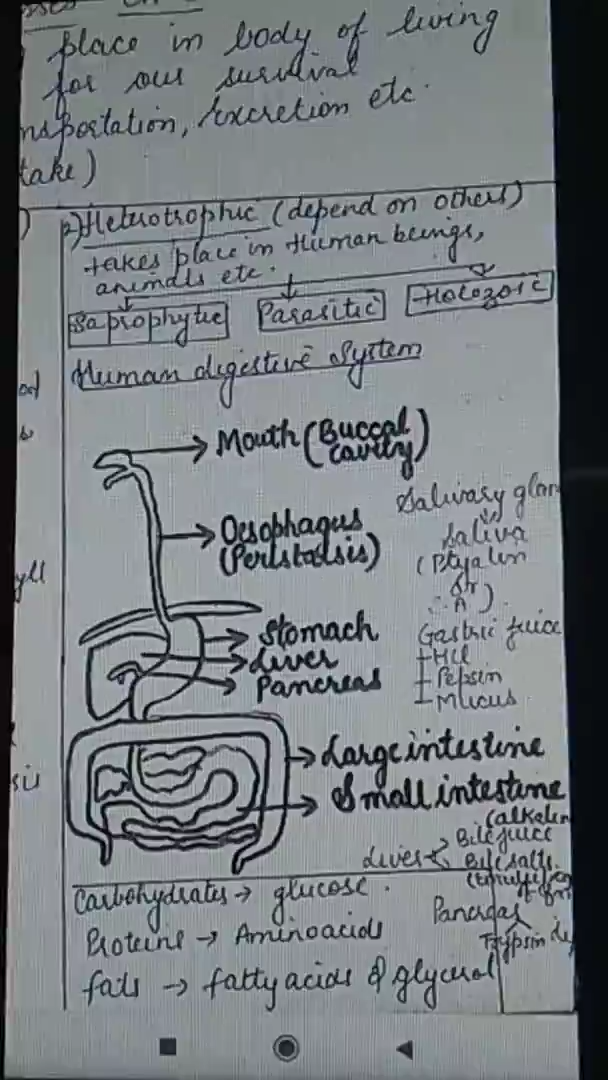 place in body of living
for our survival
nsportation, excretion etc.
take)
2) Heterotrophic (depend on others)
takes place in Human beings,
animals etc.
Saprophytic Parasitic Holozoic
Human digestive System
Mouth (Buccal
cavity)
Oesophagus
(Peristalsis)
Salivary glan
Saliva
(Ptyalin
or
S.A)
Stomach
Liver
Pancreas
Gastric juice
HCl
Pepsin
Mucus
Large intestine
Small intestine
(alkalin
Liver Bile juice
Bile salts
Pancreas
Trypsin
Carbohydrates → glucose.
Proteins → Aminoacids
fats → fatty acids & glycerol